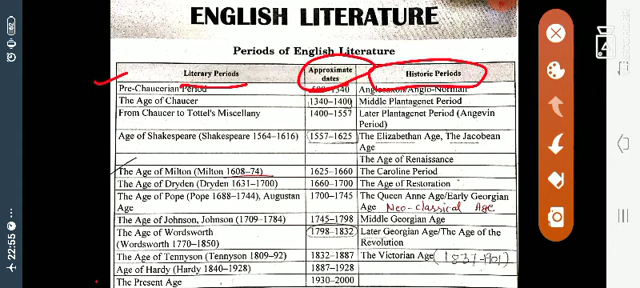 ENGLISH LITERATURE
Periods of English Literature
Literary Periods Approximate dates Historic Periods
Pre-Chaucerian Period 1340 Anglo-Norman
The Age of Chaucer 1340–1400 Middle Plantagenet Period
From Chaucer to Tottel's Miscellany 1400–1557 Later Plantagenet Period (Angevin Period)
Age of Shakespeare (Shakespeare 1564–1616) 1557–1625 The Elizabethan Age, The Jacobean Age
The Age of Renaissance
The Age of Milton (Milton 1608–74) 1625–1660 The Caroline Period
The Age of Dryden (Dryden 1631–1700) 1660–1700 The Age of Restoration
The Age of Pope (Pope 1688–1744), Augustan Age 1700–1745 The Queen Anne Age/Early Georgian Age Neo-classical Age
The Age of Johnson, Johnson (1709–1784) 1745–1798 Middle Georgian Age
The Age of Wordsworth (Wordsworth 1770–1850) 1798–1832 Later Georgian Age/The Age of the Revolution
The Age of Tennyson (Tennyson 1809–92) 1832–1887 The Victorian Age (1837-1901)
Age of Hardy (Hardy 1840–1928) 1887–1928
The Present Age 1930–2000
22:55